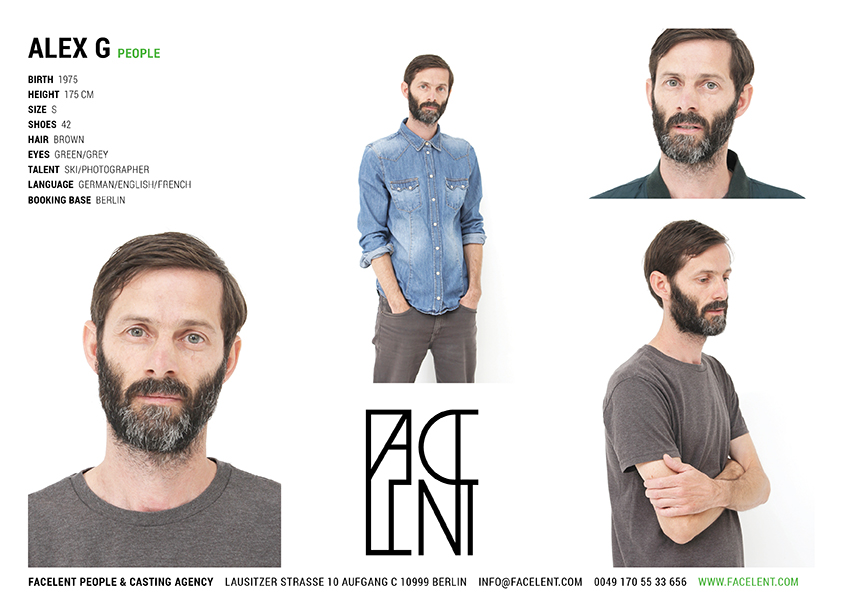 ALEX G PEOPLE
BIRTH 1975
HEIGHT 175 CM
SIZE S
SHOES 42
HAIR BROWN
EYES GREEN/GREY
TALENT SKI/PHOTOGRAPHER
LANGUAGE GERMAN/ENGLISH/FRENCH
BOOKING BASE BERLIN
FACE
LENT
FACELENT PEOPLE & CASTING AGENCY LAUSITZER STRASSE 10 AUFGANG C 10999 BERLIN INFO@FACELENT.COM 0049 170 55 33 656 WWW.FACELENT.COM